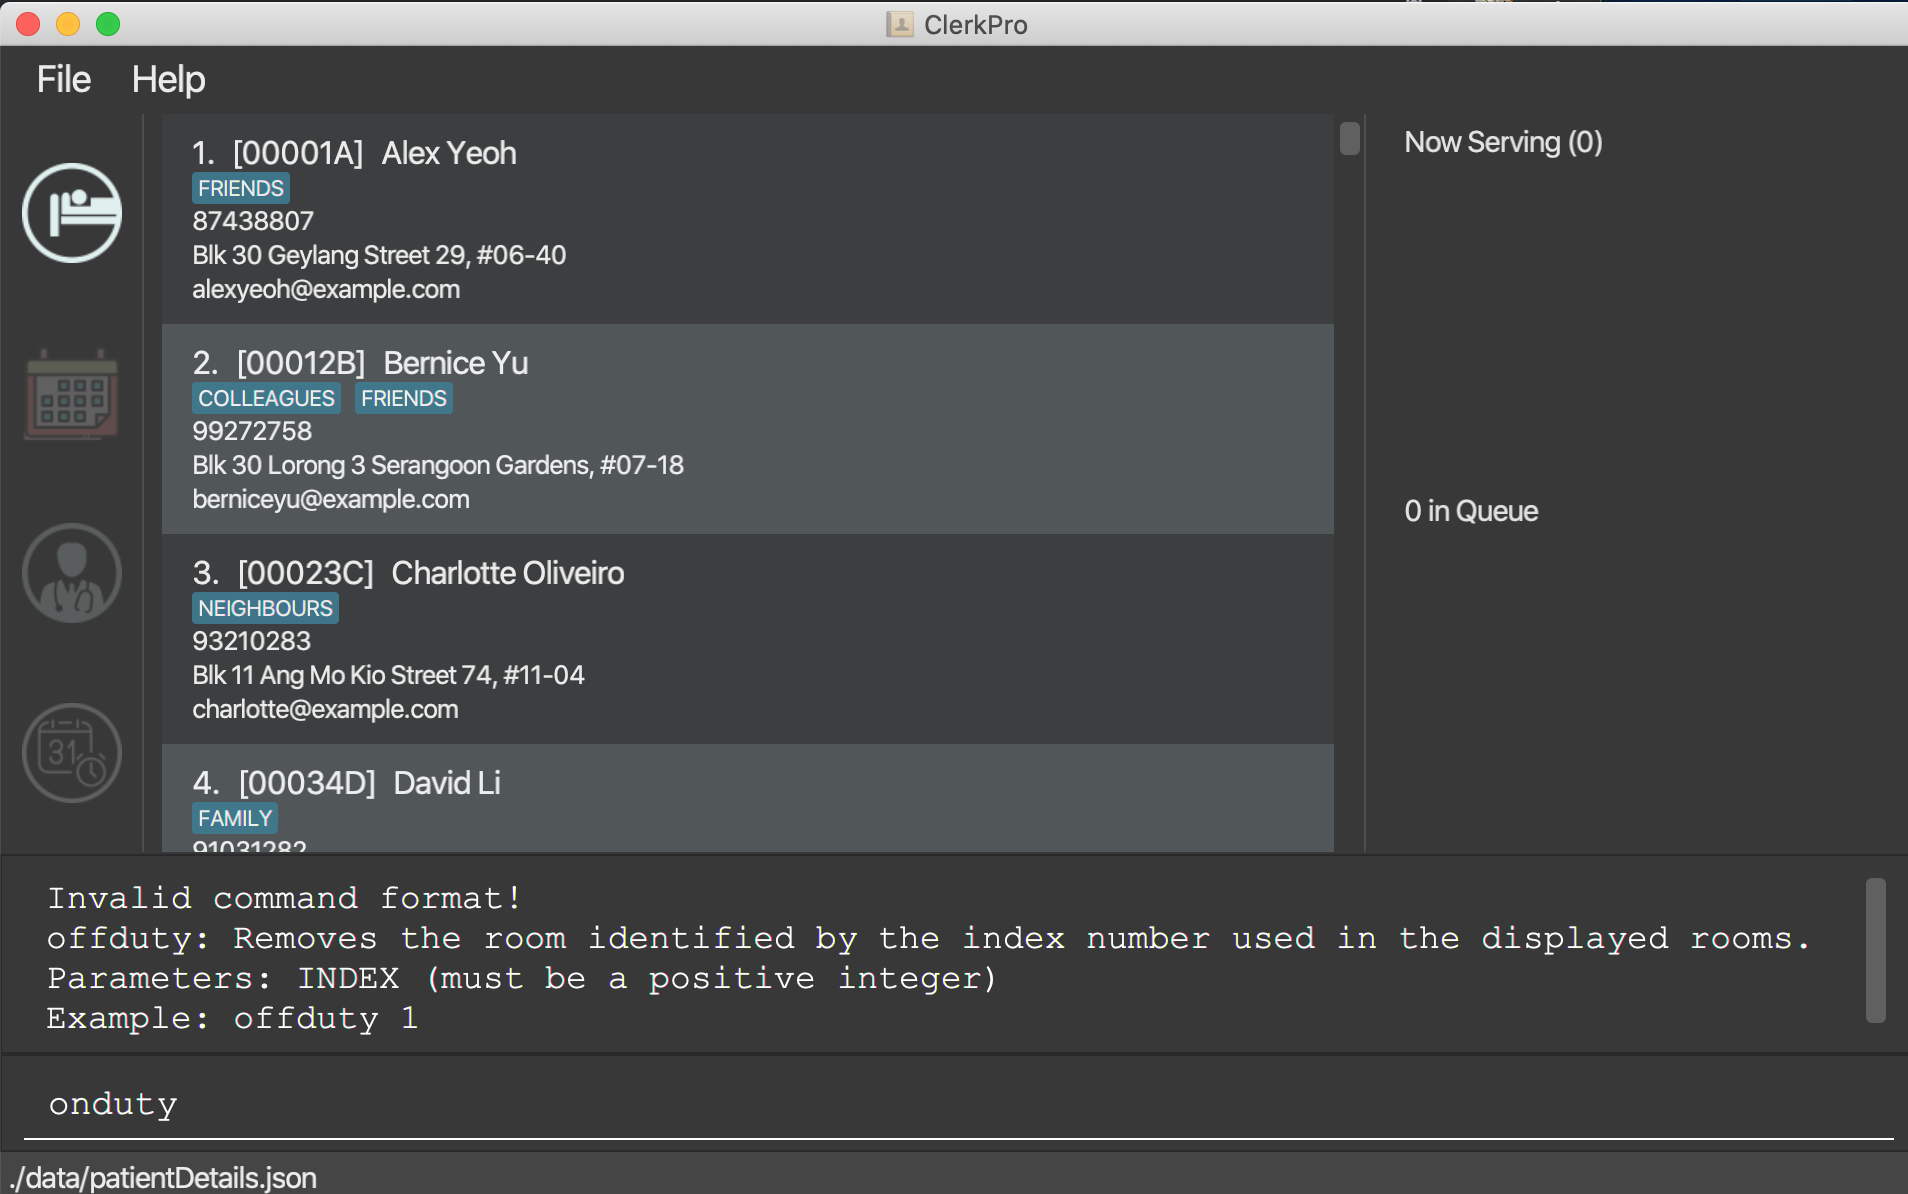 ClerkPro
File Help
1. [00001A] Alex Yeoh
FRIENDS
87438807
Blk 30 Geylang Street 29, #06-40
alexyeoh@example.com
2. [00012B] Bernice Yu
COLLEAGUES FRIENDS
99272758
Blk 30 Lorong 3 Serangoon Gardens, #07-18
berniceyu@example.com
3. [00023C] Charlotte Oliveiro
NEIGHBOURS
93210283
Blk 11 Ang Mo Kio Street 74, #11-04
charlotte@example.com
4. [00034D] David Li
FAMILY
91031282
31
Now Serving (0)
0 in Queue
Invalid command format!
offduty: Removes the room identified by the index number used in the displayed rooms.
Parameters: INDEX (must be a positive integer)
Example: offduty 1
onduty
./data/patientDetails.json